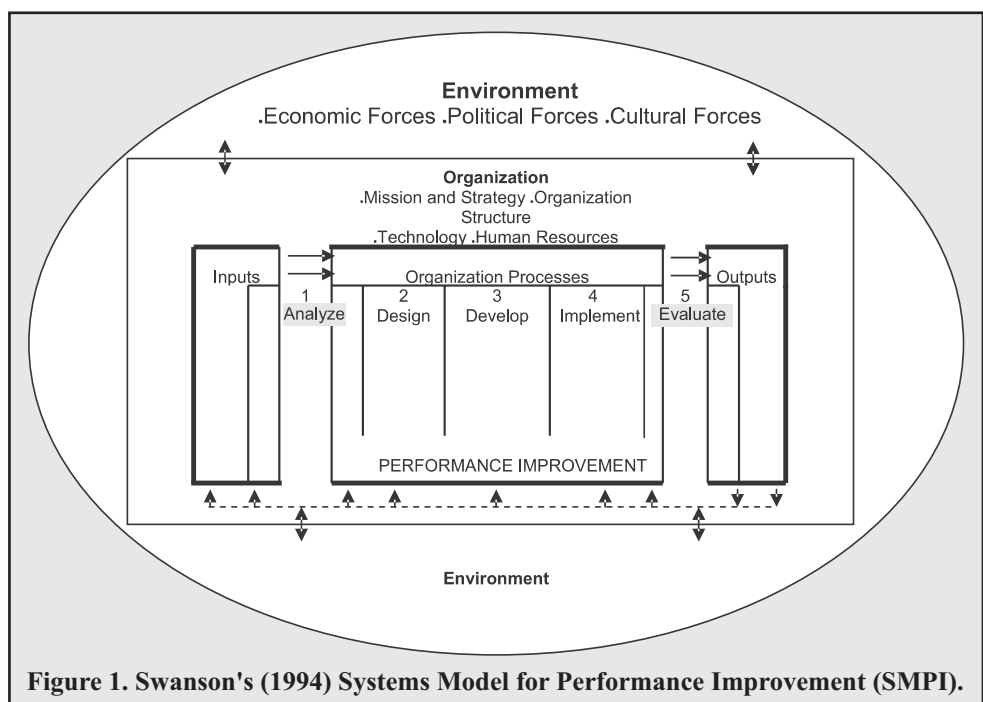 Environment
.Economic Forces .Political Forces .Cultural Forces
Organization
.Mission and Strategy .Organization
Structure
.Technology .Human Resources
Inputs
Organization Processes
Outputs
1
Analyze
2
Design
3
Develop
4
Implement
5
Evaluate
PERFORMANCE IMPROVEMENT
Environment
Figure 1. Swanson's (1994) Systems Model for Performance Improvement (SMPI).